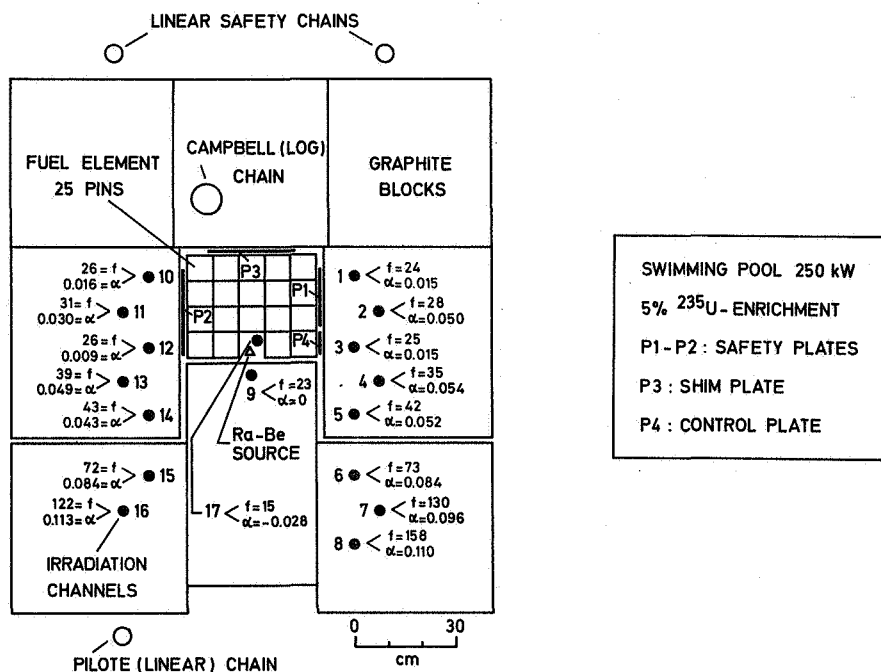 LINEAR SAFETY CHAINS
FUEL ELEMENT
25 PINS
CAMPBELL (LOG)
CHAIN
GRAPHITE
BLOCKS
26 = f
0.016 = α
10
31 = f
0.030 = α
11
26 = f
0.009 = α
12
39 = f
0.049 = α
13
43 = f
0.043 = α
14
72 = f
0.084 = α
15
122 = f
0.113 = α
16
IRRADIATION
CHANNELS
P3
P1
P2
P4
9
f = 23
α = 0
Ra-Be
SOURCE
17
f = 15
α = -0.028
1
f = 24
α = 0.015
2
f = 28
α = 0.050
3
f = 25
α = 0.015
4
f = 35
α = 0.054
5
f = 42
α = 0.052
6
f = 73
α = 0.084
7
f = 130
α = 0.096
8
f = 158
α = 0.110
PILOTE (LINEAR) CHAIN
0 30
cm
SWIMMING POOL 250 kW
5% ²³⁵U-ENRICHMENT
P1-P2 : SAFETY PLATES
P3 : SHIM PLATE
P4 : CONTROL PLATE